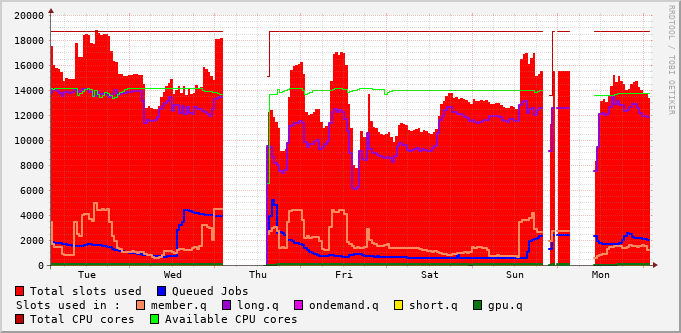 RRDTOOL / TOBI OETIKER
20000
18000
16000
14000
12000
10000
8000
6000
4000
2000
0
Tue Wed Thu Fri Sat Sun Mon
Total slots used Queued Jobs
Slots used in : member.q long.q ondemand.q short.q gpu.q
Total CPU cores Available CPU cores